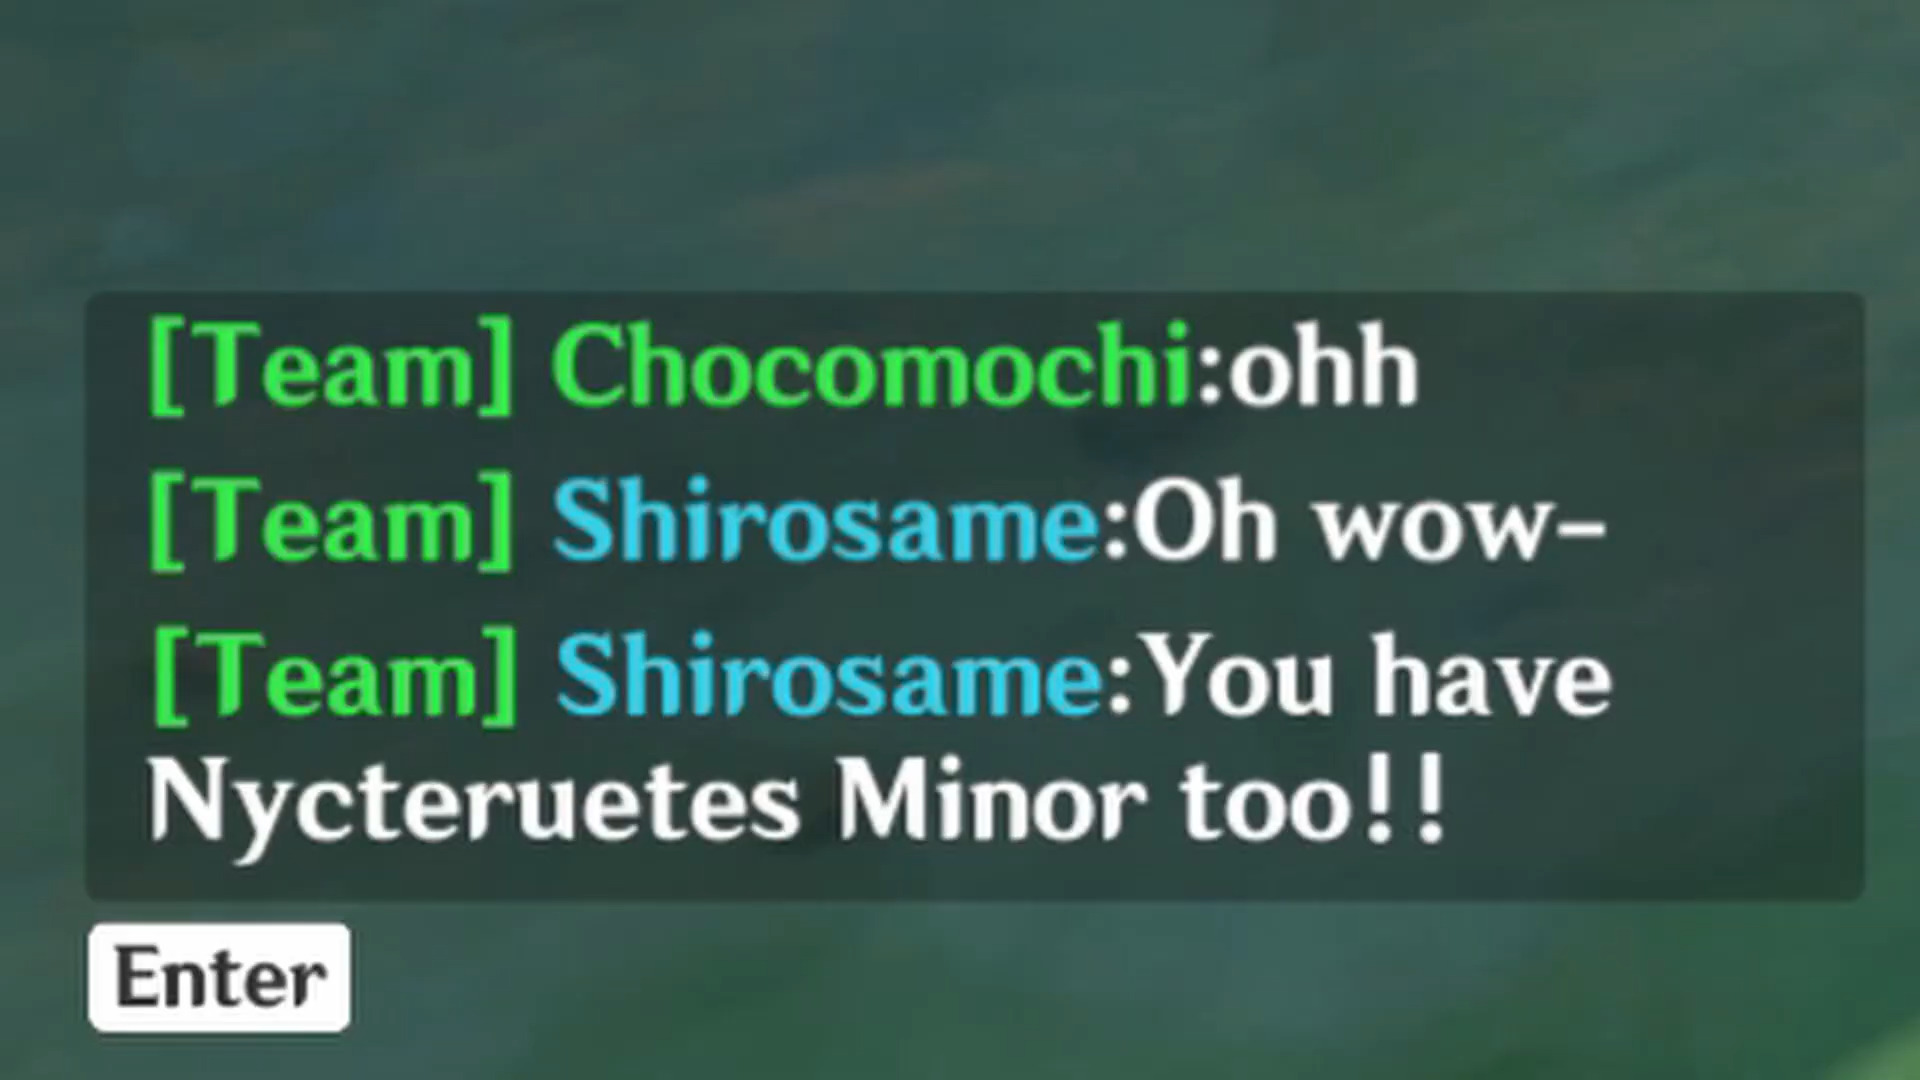 [Team] Chocomochi:ohh
[Team] Shirosame:Oh wow–
[Team] Shirosame:You have
Nycteruetes Minor too!!
Enter